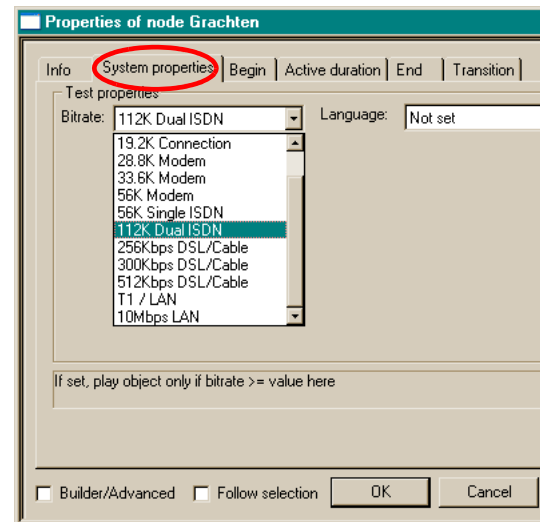 Properties of node Grachten
Info System properties Begin Active duration End Transition
Test properties
Bitrate: 112K Dual ISDN Language: Not set
19.2K Connection
28.8K Modem
33.6K Modem
56K Modem
56K Single ISDN
112K Dual ISDN
256Kbps DSL/Cable
300Kbps DSL/Cable
512Kbps DSL/Cable
T1 / LAN
10Mbps LAN
If set, play object only if bitrate >= value here
Builder/Advanced Follow selection OK Cancel